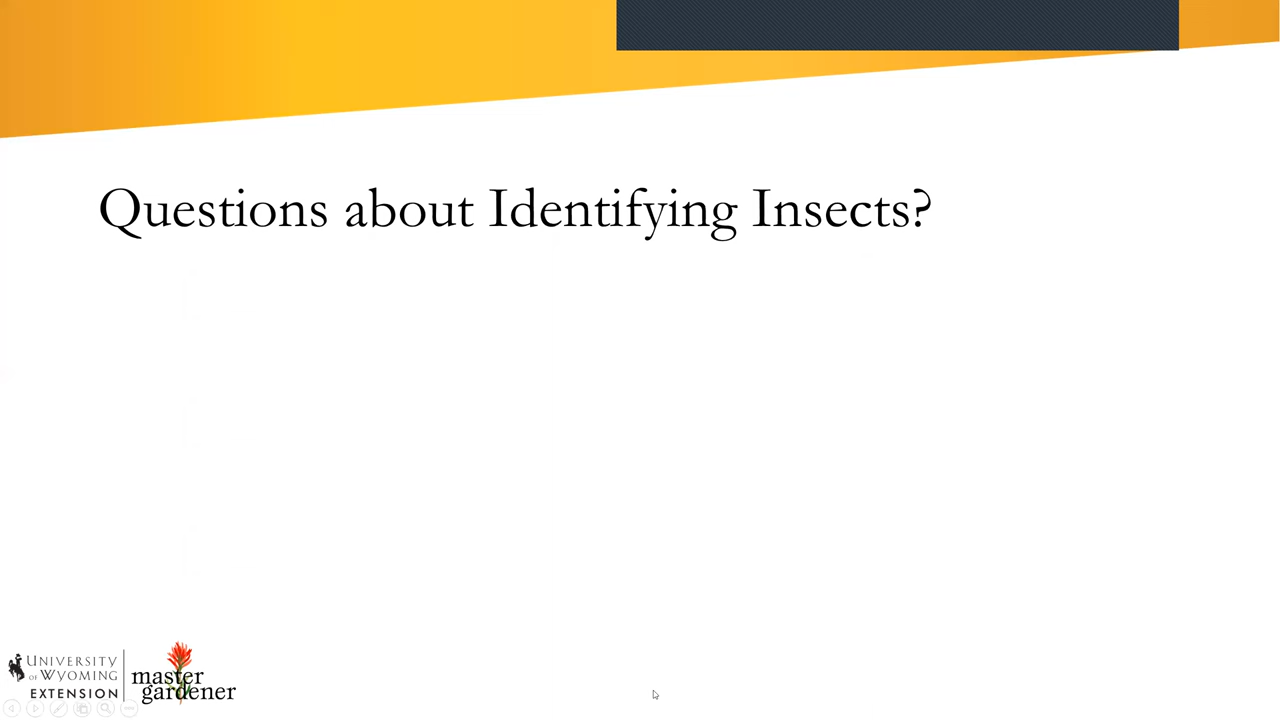 Questions about Identifying Insects?
UNIVERSITY
OF WYOMING
EXTENSION
master
gardener